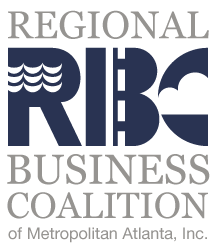 REGIONAL
RBC
BUSINESS
COALITION
of Metropolitan Atlanta, Inc.